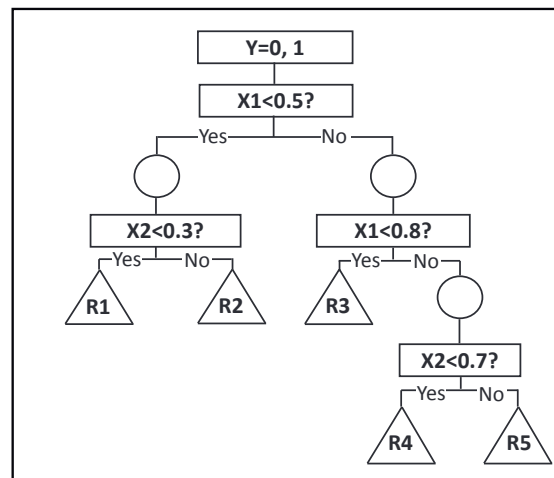 Y=0, 1
X1<0.5?
Yes No
X2<0.3? X1<0.8?
Yes No Yes No
R1 R2 R3
X2<0.7?
Yes No
R4 R5